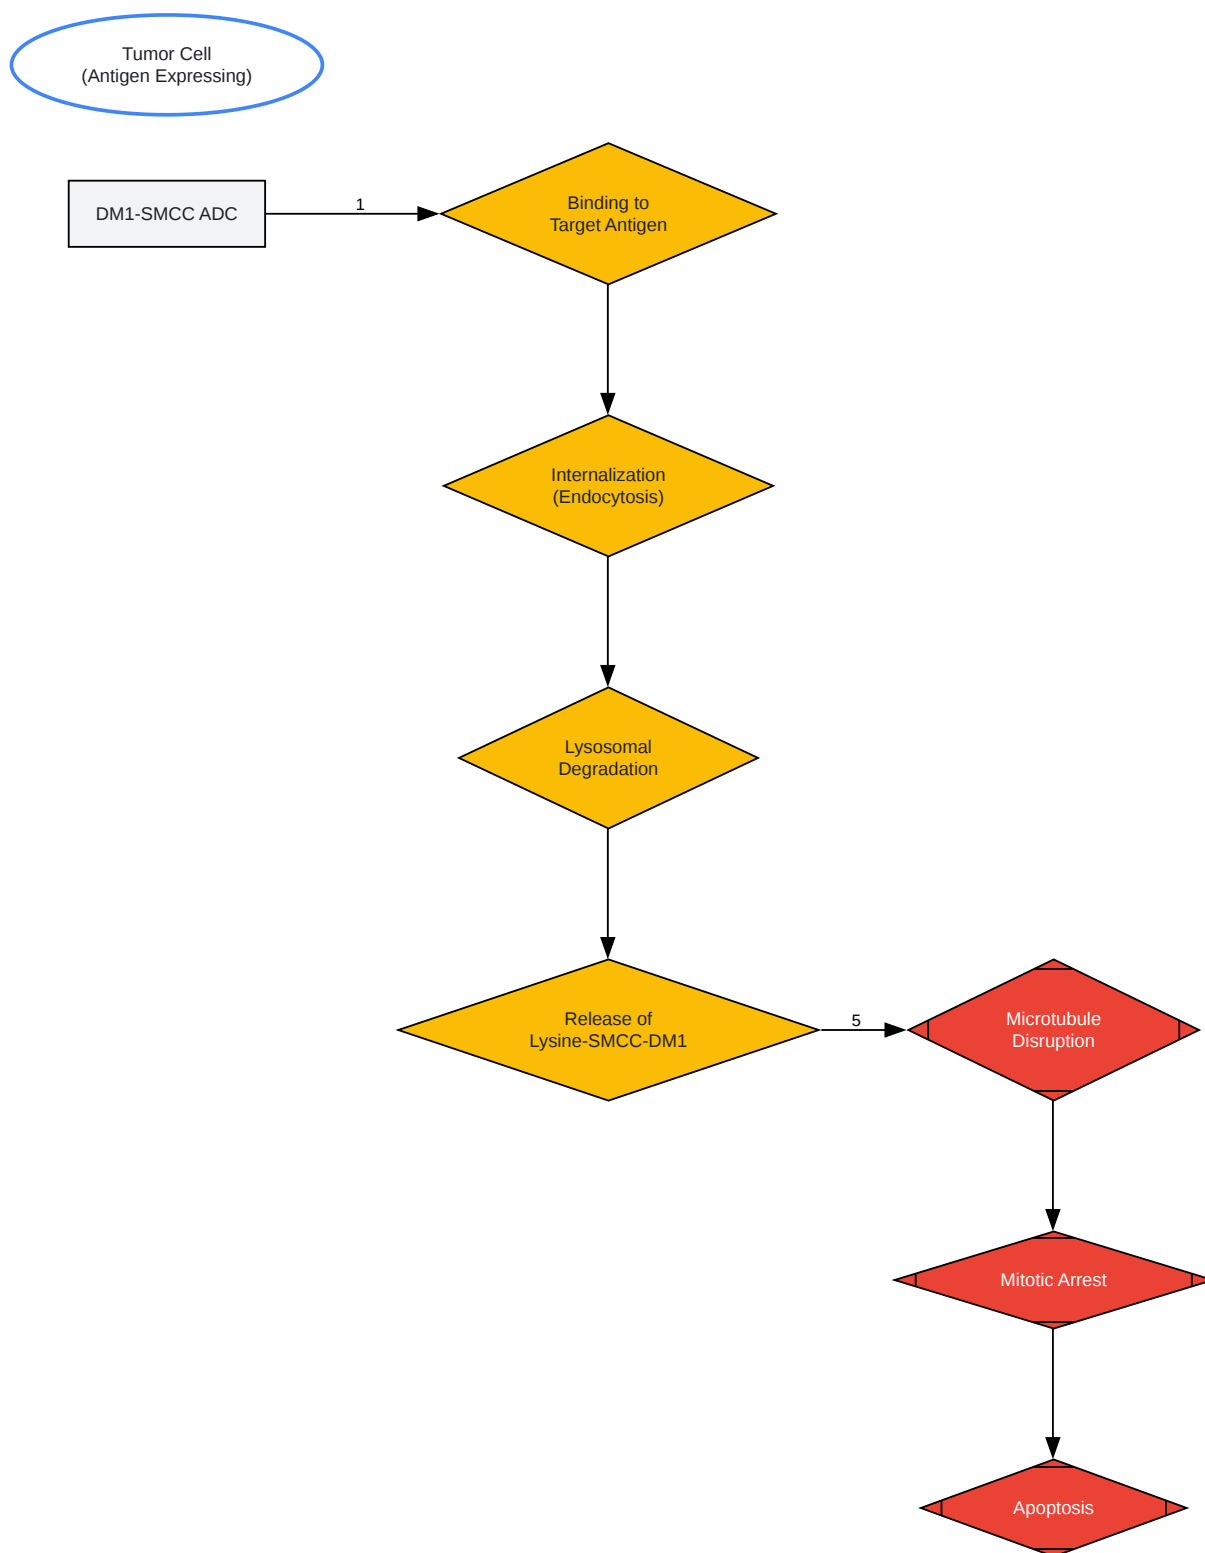 Tumor Cell
(Antigen Expressing)
DM1-SMCC ADC
1
Binding to
Target Antigen
Internalization
(Endocytosis)
Lysosomal
Degradation
Release of
Lysine-SMCC-DM1
5
Microtubule
Disruption
Mitotic Arrest
Apoptosis